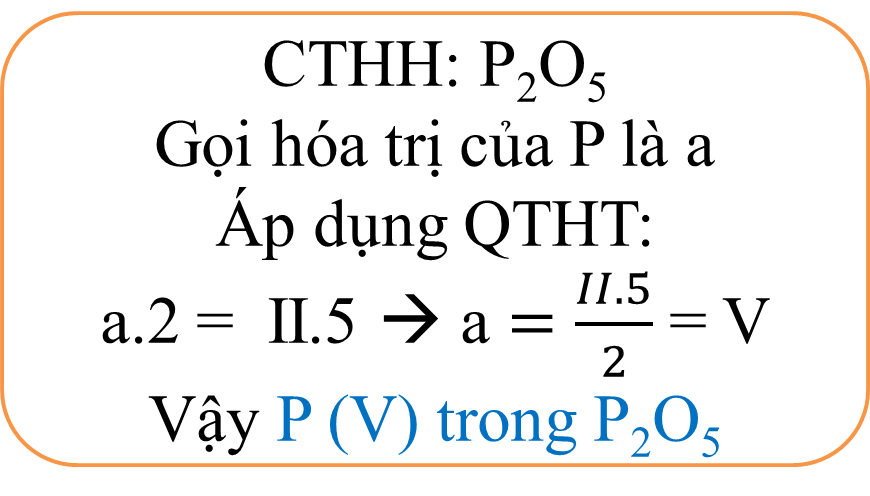 CTHH: P₂O₅
Gọi hóa trị của P là a
Áp dụng QTHT:
a.2 = II.5 → a = \frac{II.5}{2} = V
Vậy P (V) trong P₂O₅